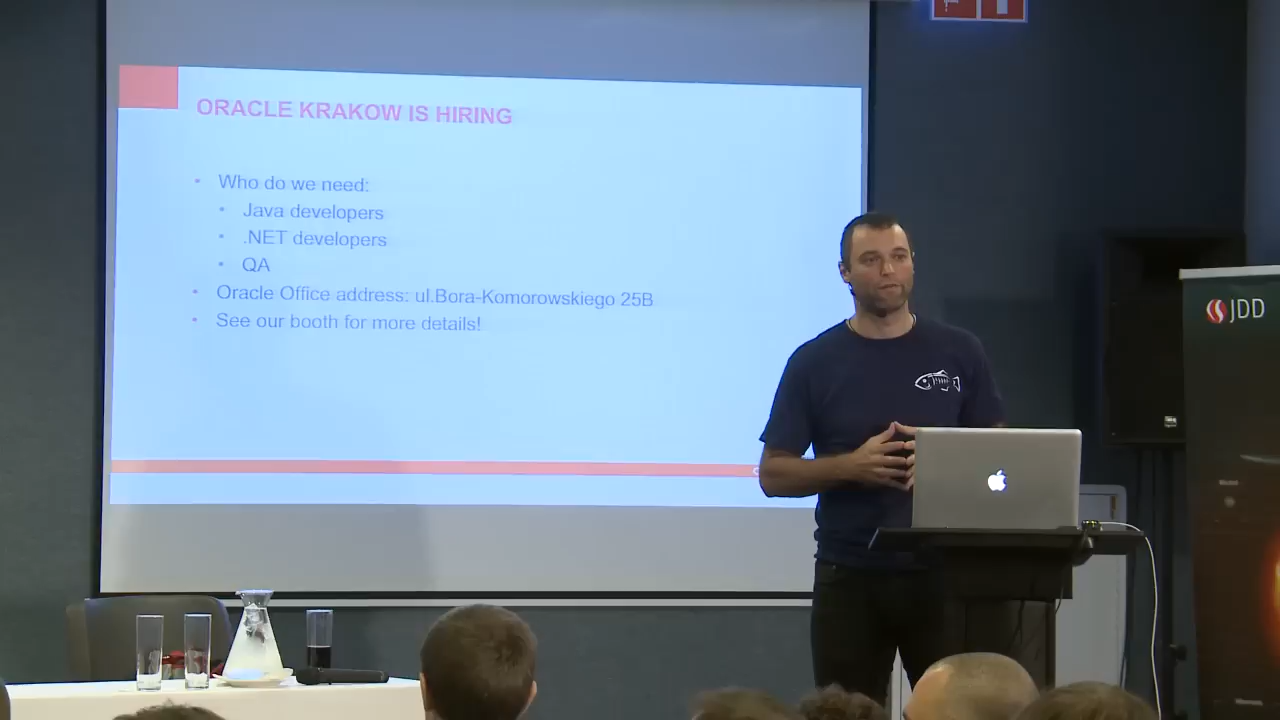 ORACLE KRAKOW IS HIRING
• Who do we need:
• Java developers
• .NET developers
• QA
• Oracle Office address: ul.Bora-Komorowskiego 25B
• See our booth for more details!
JDD